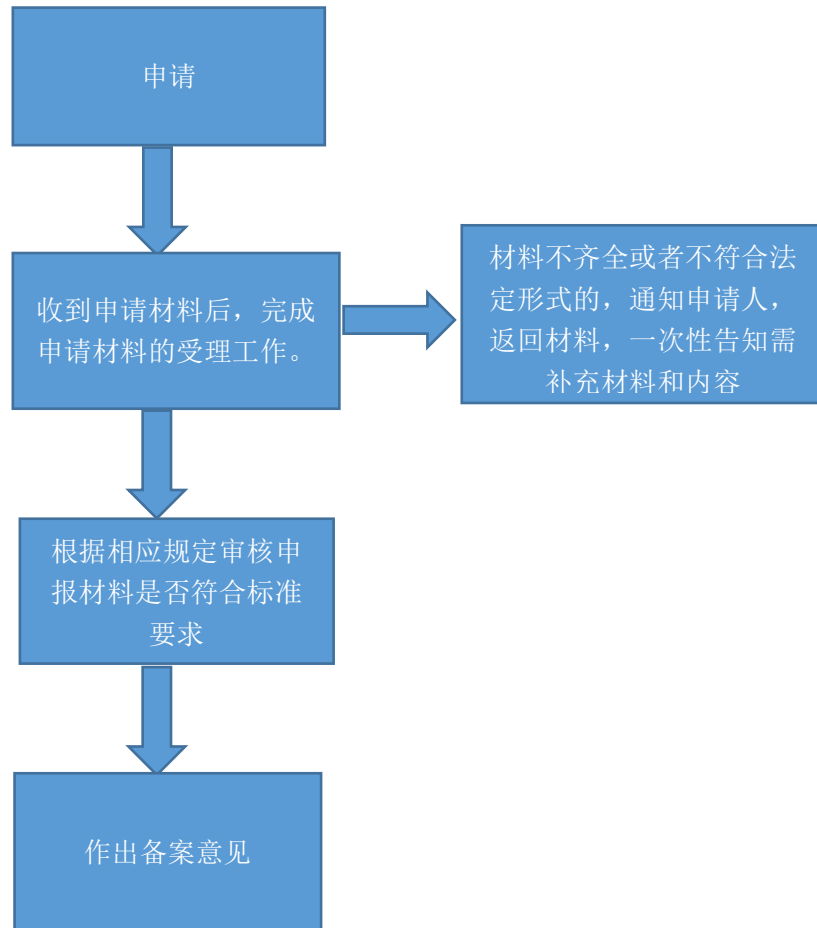 申请
收到申请材料后，完成
申请材料的受理工作。
材料不齐全或者不符合法
定形式的，通知申请人，
返回材料，一次性告知需
补充材料和内容
根据相应规定审核申
报材料是否符合标准
要求
作出备案意见